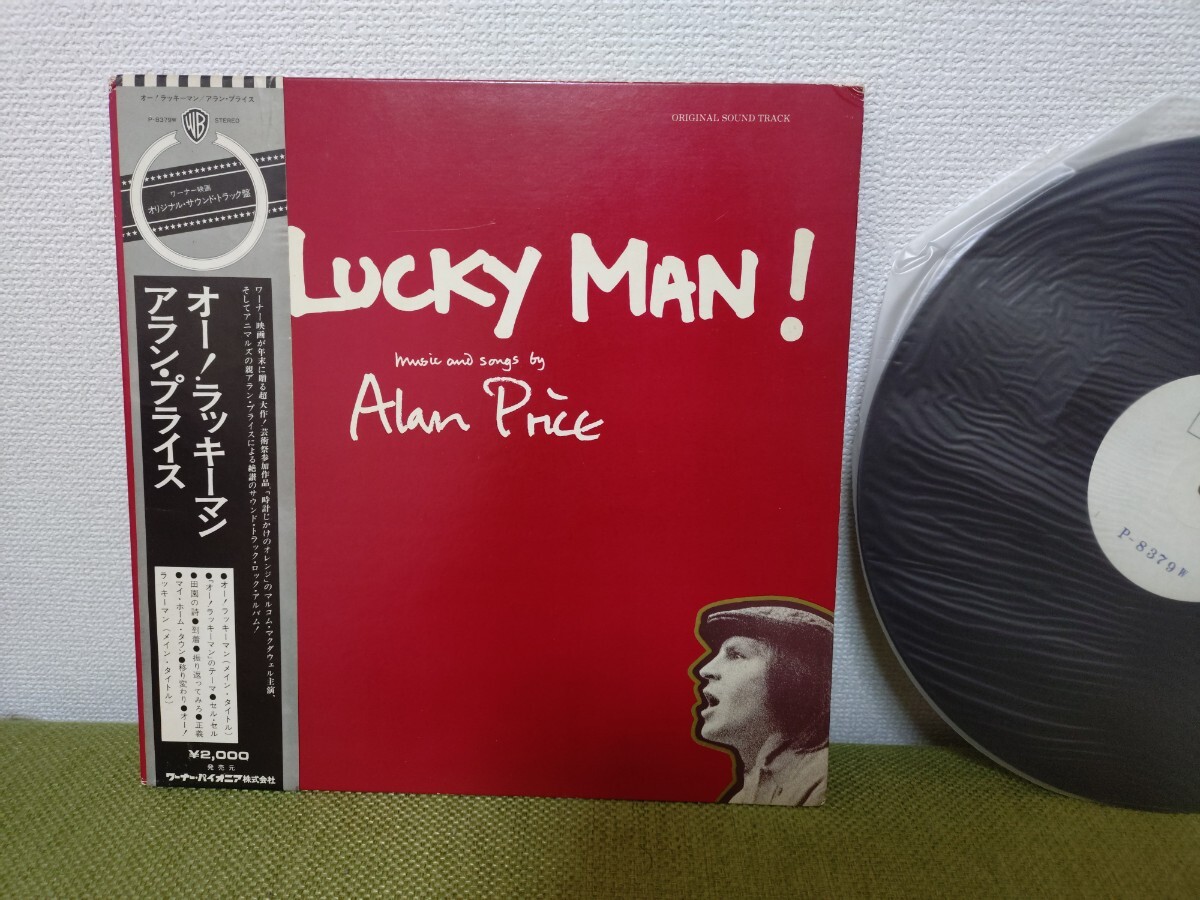 オー！ラッキーマン／アラン・プライス
P-8379W WB STEREO
ワーナー映画
オリジナル・サウンド・トラック盤
オー！ラッキーマン
アラン・プライス
ワーナー映画が年末に贈る超大作！芸術祭参加作品、「時計じかけのオレンジ」のマルコム・マクダウェル主演、
そしてアニマルズの親アラン・プライスによる絶讃のサウンド・トラック・ロック・アルバム！
●オー！ラッキーマン（メイン・タイトル）
●「オー！ラッキーマン」のテーマ●セル・セル
●田園の詩●到着●振り返ってみろ●正義
●マイ・ホーム・タウン●移り変わり●オー！
ラッキーマン（メイン・タイトル）
¥2,000
発売元
ワーナー・パイオニア株式会社
ORIGINAL SOUND TRACK
LUCKY MAN!
music and songs by
Alan Price
P-8379W